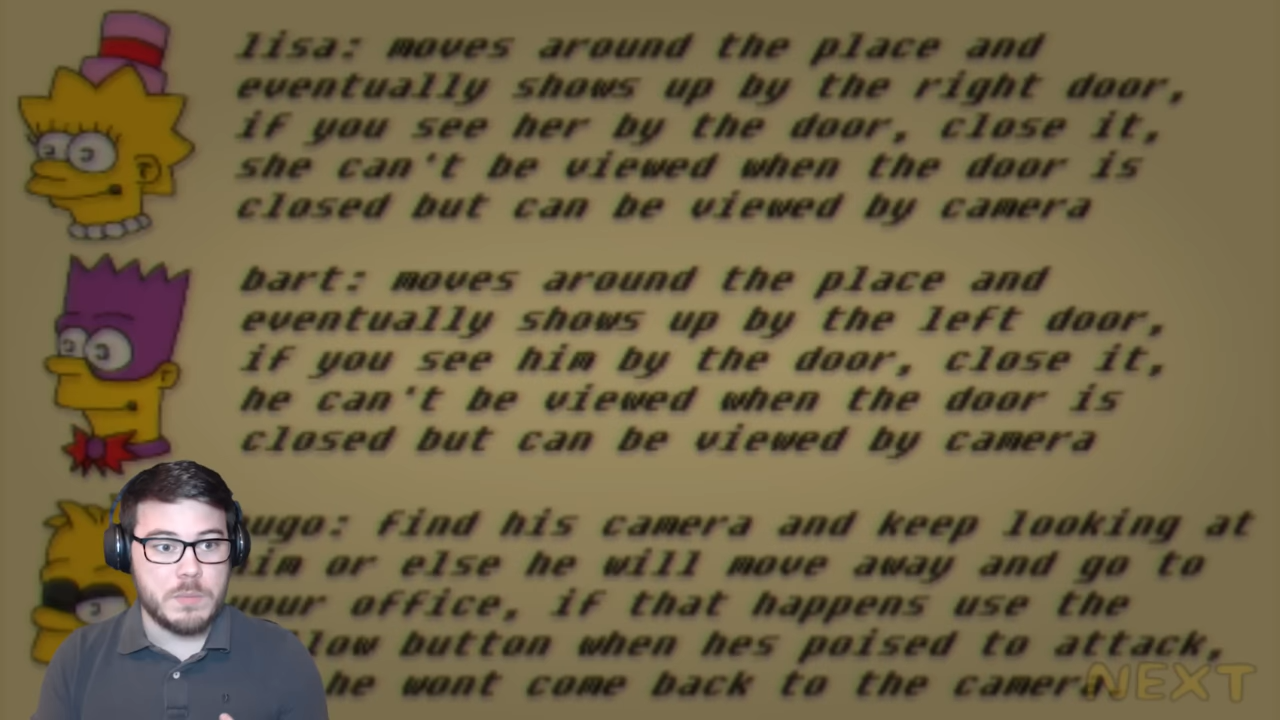 lisa: moves around the place and
eventually shows up by the right door,
if you see her by the door, close it,
she can't be viewed when the door is
closed but can be viewed by camera
bart: moves around the place and
eventually shows up by the left door,
if you see him by the door, close it,
he can't be viewed when the door is
closed but can be viewed by camera
find his camera and keep looking at
or else he will move away and go to
office, if that happens use the
button when hes poised to attack,
he wont come back to the camera.
NEXT